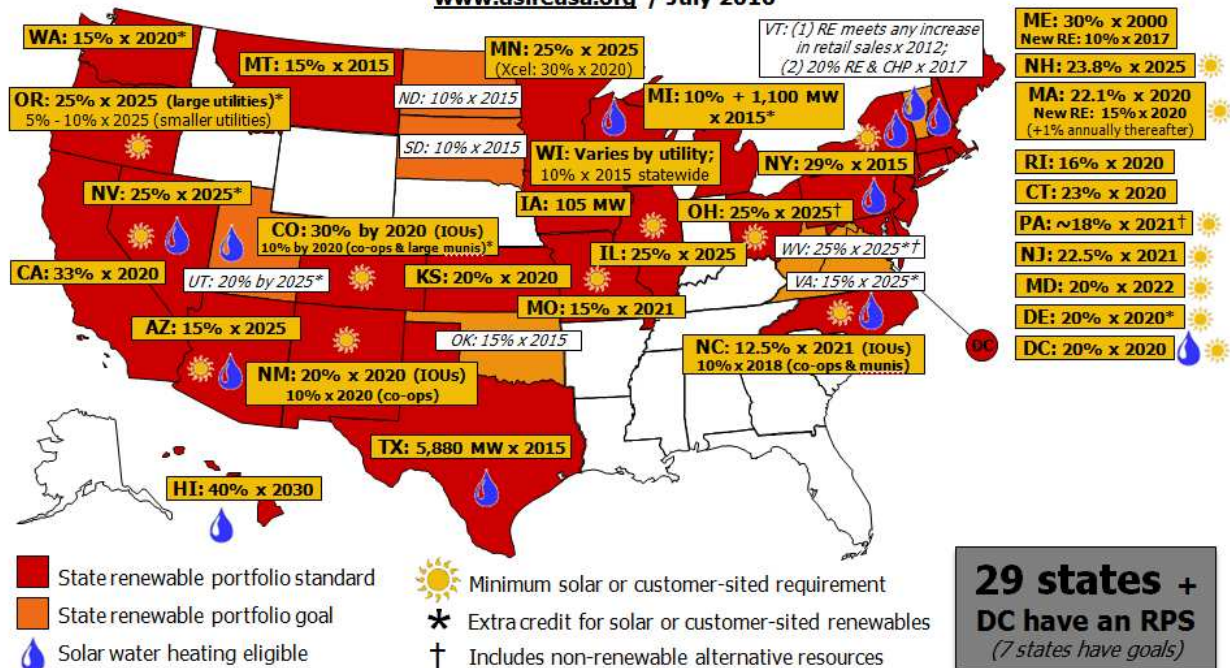 www.dsireusa.org / July 2010
WA: 15% x 2020*
MT: 15% x 2015
MN: 25% x 2025
(Xcel: 30% x 2020)
VT: (1) RE meets any increase
in retail sales x 2012;
(2) 20% RE & CHP x 2017
ME: 30% x 2000
New RE: 10% x 2017
NH: 23.8% x 2025
OR: 25% x 2025 (large utilities)*
5% - 10% x 2025 (smaller utilities)
ND: 10% x 2015
MI: 10% + 1,100 MW
x 2015*
MA: 22.1% x 2020
New RE: 15% x 2020
(+1% annually thereafter)
SD: 10% x 2015
WI: Varies by utility;
10% x 2015 statewide
NY: 29% x 2015
RI: 16% x 2020
NV: 25% x 2025*
IA: 105 MW
CT: 23% x 2020
CO: 30% by 2020 (IOUs)
10% by 2020 (co-ops & large munis)*
OH: 25% x 2025†
PA: ~18% x 2021†
WV: 25% x 2025*†
IL: 25% x 2025
NJ: 22.5% x 2021
CA: 33% x 2020
UT: 20% by 2025*
KS: 20% x 2020
VA: 15% x 2025*
MD: 20% x 2022
MO: 15% x 2021
DE: 20% x 2020*
AZ: 15% x 2025
OK: 15% x 2015
NC: 12.5% x 2021 (IOUs)
10% x 2018 (co-ops & munis)
DC
DC: 20% x 2020
NM: 20% x 2020 (IOUs)
10% x 2020 (co-ops)
TX: 5,880 MW x 2015
HI: 40% x 2030
State renewable portfolio standard
State renewable portfolio goal
Solar water heating eligible
Minimum solar or customer-sited requirement
* Extra credit for solar or customer-sited renewables
† Includes non-renewable alternative resources
29 states +
DC have an RPS
(7 states have goals)